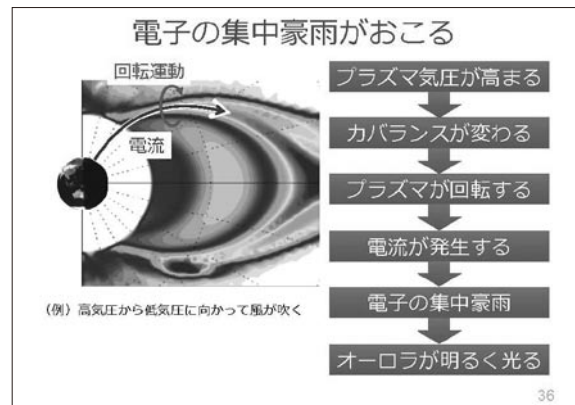 電子の集中豪雨がおこる
回転運動
電流
プラズマ気圧が高まる
力バランスが変わる
プラズマが回転する
電流が発生する
電子の集中豪雨
オーロラが明るく光る
（例）高気圧から低気圧に向かって風が吹く
36